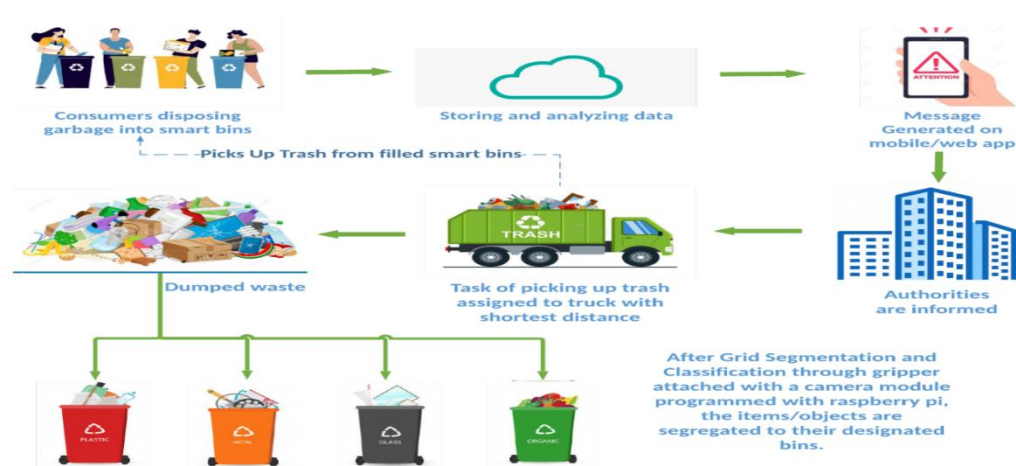 Consumers disposing
garbage into smart bins
Storing and analyzing data
ATTENTION
Message
Generated on
mobile/web app
Picks Up Trash from filled smart bins
TRASH
Dumped waste
Task of picking up trash
assigned to truck with
shortest distance
Authorities
are informed
After Grid Segmentation and
Classification through gripper
attached with a camera module
programmed with raspberry pi,
the items/objects are
segregated to their designated
bins.
PLASTIC
METAL
GLASS
ORGANIC